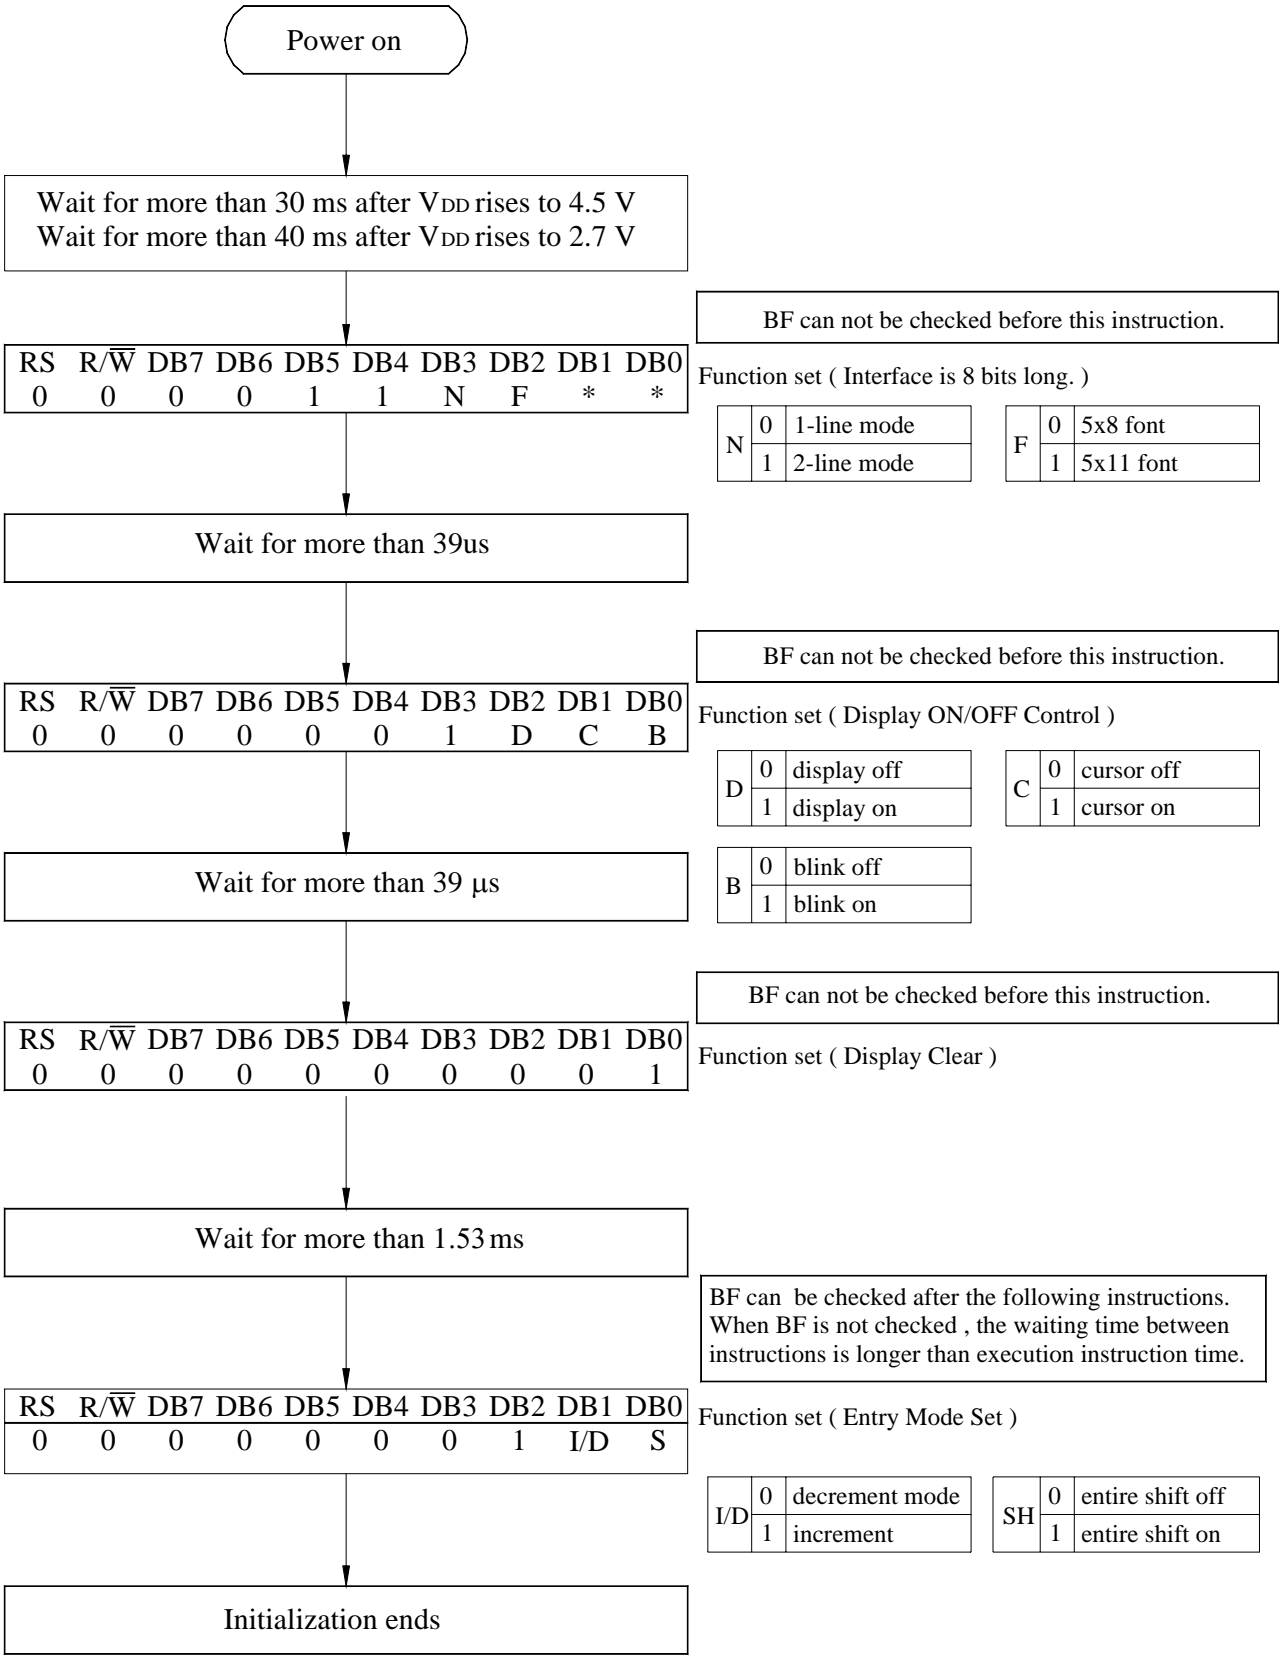 Power on
Wait for more than 30 ms after VDD rises to 4.5 V
Wait for more than 40 ms after VDD rises to 2.7 V
BF can not be checked before this instruction.
RS R/W̅ DB7 DB6 DB5 DB4 DB3 DB2 DB1 DB0
0 0 0 0 1 1 N F * *
Function set ( Interface is 8 bits long. )
N
0 1-line mode
1 2-line mode
F
0 5x8 font
1 5x11 font
Wait for more than 39us
BF can not be checked before this instruction.
RS R/W̅ DB7 DB6 DB5 DB4 DB3 DB2 DB1 DB0
0 0 0 0 0 0 1 D C B
Function set ( Display ON/OFF Control )
D
0 display off
1 display on
C
0 cursor off
1 cursor on
B
0 blink off
1 blink on
Wait for more than 39 μs
BF can not be checked before this instruction.
RS R/W̅ DB7 DB6 DB5 DB4 DB3 DB2 DB1 DB0
0 0 0 0 0 0 0 0 0 1
Function set ( Display Clear )
Wait for more than 1.53 ms
BF can be checked after the following instructions.
When BF is not checked , the waiting time between
instructions is longer than execution instruction time.
RS R/W̅ DB7 DB6 DB5 DB4 DB3 DB2 DB1 DB0
0 0 0 0 0 0 0 1 I/D S
Function set ( Entry Mode Set )
I/D
0 decrement mode
1 increment
SH
0 entire shift off
1 entire shift on
Initialization ends